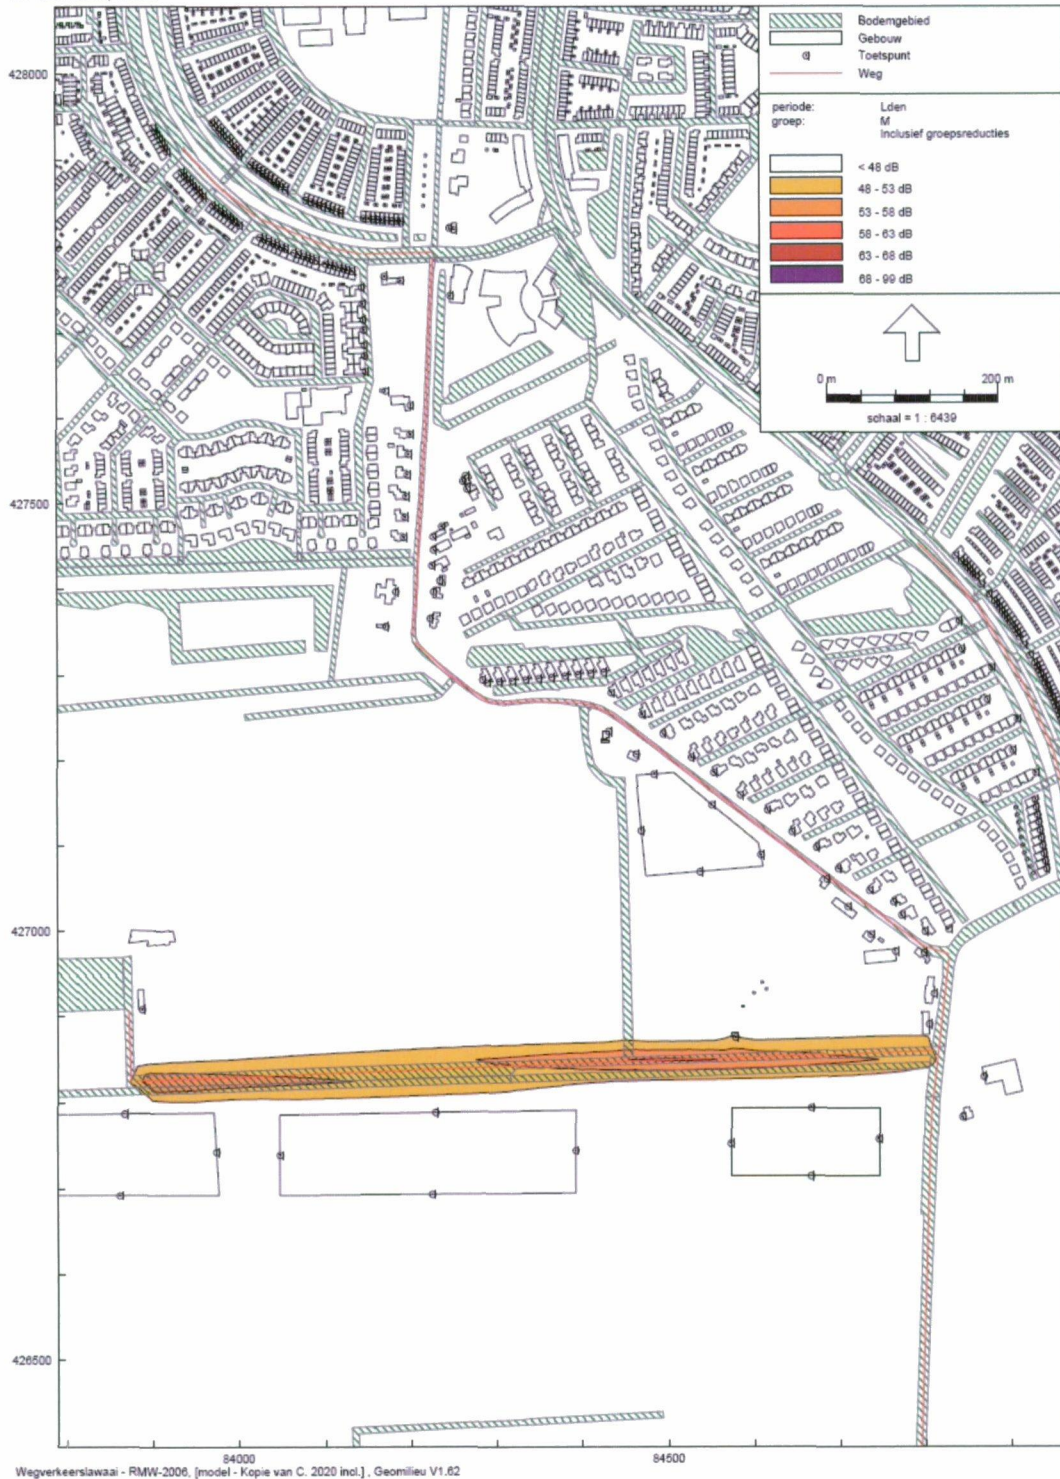 Bodemgebied
Gebouw
Toetspunt
Weg
periode: Lden
groep: M
Inclusief groepsreducties
< 48 dB
48 - 53 dB
53 - 58 dB
58 - 63 dB
63 - 68 dB
68 - 99 dB
0 m 200 m
schaal = 1 : 6439
428000
427500
427000
426500
84000 84500
Wegverkeerslawaai - RMW-2006, [model - Kopie van C. 2020 incl.] , Geomilieu V1.62